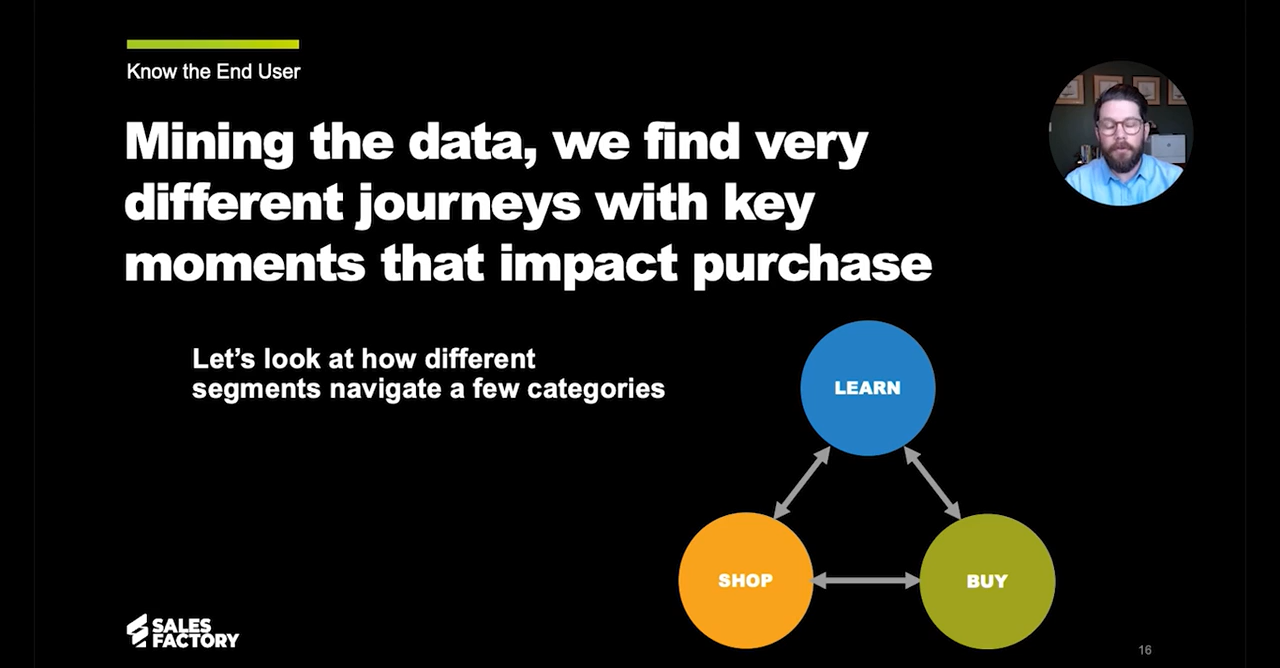 Know the End User
Mining the data, we find very
different journeys with key
moments that impact purchase
Let’s look at how different
segments navigate a few categories
LEARN
SHOP
BUY
SALES
FACTORY
16